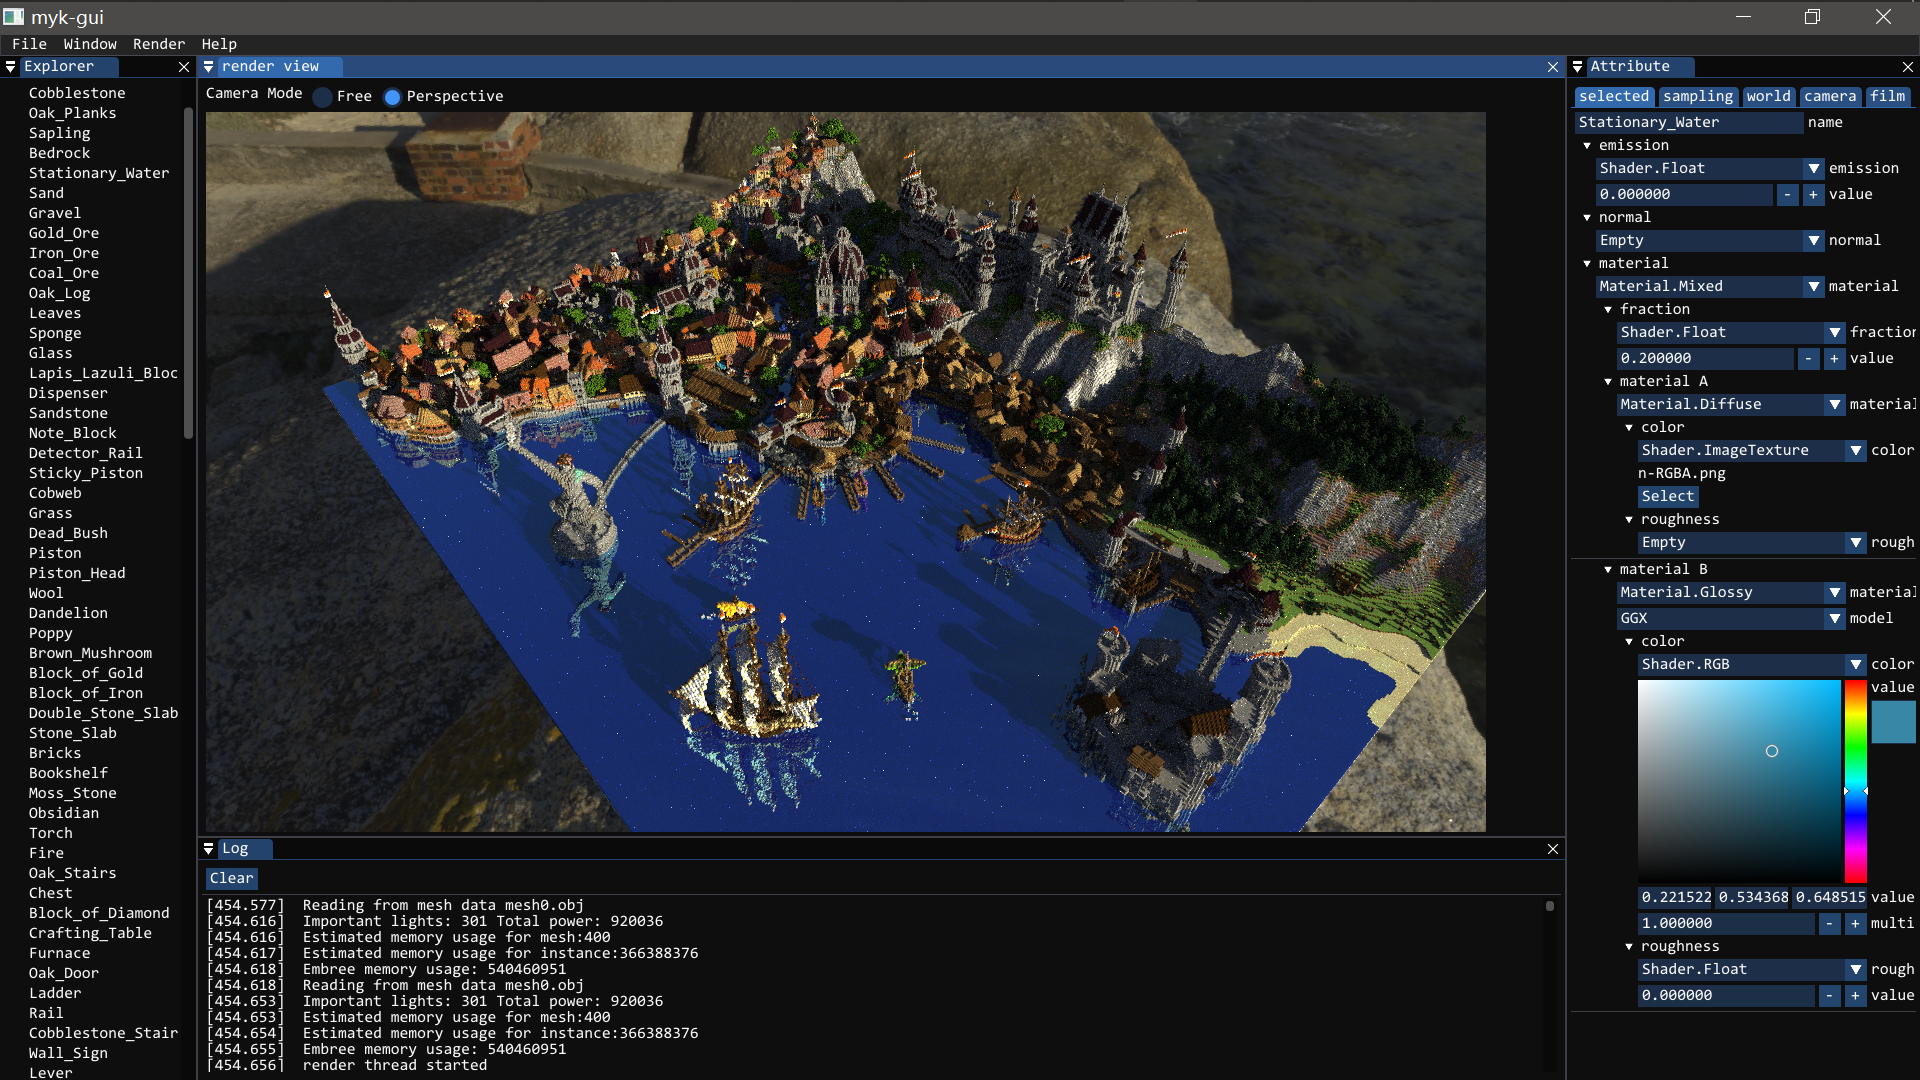 myk-gui
File Window Render Help
Explorer
Cobblestone
Oak_Planks
Sapling
Bedrock
Stationary_Water
Sand
Gravel
Gold_Ore
Iron_Ore
Coal_Ore
Oak_Log
Leaves
Sponge
Glass
Lapis_Lazuli_Bloc
Dispenser
Sandstone
Note_Block
Detector_Rail
Sticky_Piston
Cobweb
Grass
Dead_Bush
Piston
Piston_Head
Wool
Dandelion
Poppy
Brown_Mushroom
Block_of_Gold
Block_of_Iron
Double_Stone_Slab
Stone_Slab
Bricks
Bookshelf
Moss_Stone
Obsidian
Torch
Fire
Oak_Stairs
Chest
Block_of_Diamond
Crafting_Table
Furnace
Oak_Door
Ladder
Rail
Cobblestone_Stair
Wall_Sign
Lever
render view
Camera Mode Free Perspective
Log
Clear
[454.577] Reading from mesh data mesh0.obj
[454.616] Important lights: 301 Total power: 920036
[454.616] Estimated memory usage for mesh:400
[454.617] Estimated memory usage for instance:366388376
[454.618] Embree memory usage: 540460951
[454.618] Reading from mesh data mesh0.obj
[454.653] Important lights: 301 Total power: 920036
[454.653] Estimated memory usage for mesh:400
[454.654] Estimated memory usage for instance:366388376
[454.655] Embree memory usage: 540460951
[454.656] render thread started
Attribute
selected sampling world camera film
Stationary_Water name
emission
Shader.Float emission
0.000000 - + value
normal
Empty normal
material
Material.Mixed material
fraction
Shader.Float fraction
0.200000 - + value
material A
Material.Diffuse material
color
Shader.ImageTexture color
n-RGBA.png
Select
roughness
Empty rough
material B
Material.Glossy material
GGX model
color
Shader.RGB color
value
0.221522 0.534368 0.648515 value
1.000000 - + multi
roughness
Shader.Float rough
0.000000 - + value